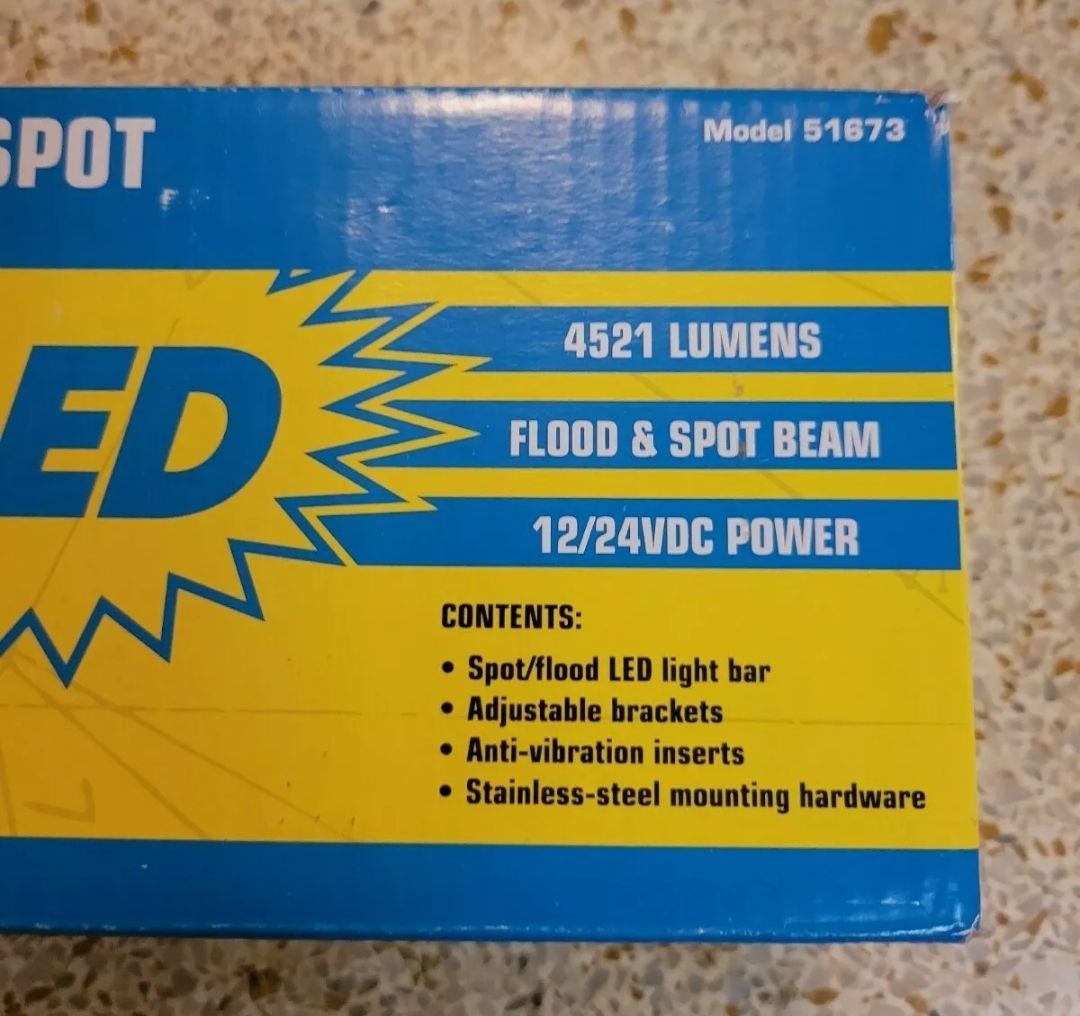 SPOT
Model 51673
ED
4521 LUMENS
FLOOD & SPOT BEAM
12/24VDC POWER
CONTENTS:
• Spot/flood LED light bar
• Adjustable brackets
• Anti-vibration inserts
• Stainless-steel mounting hardware